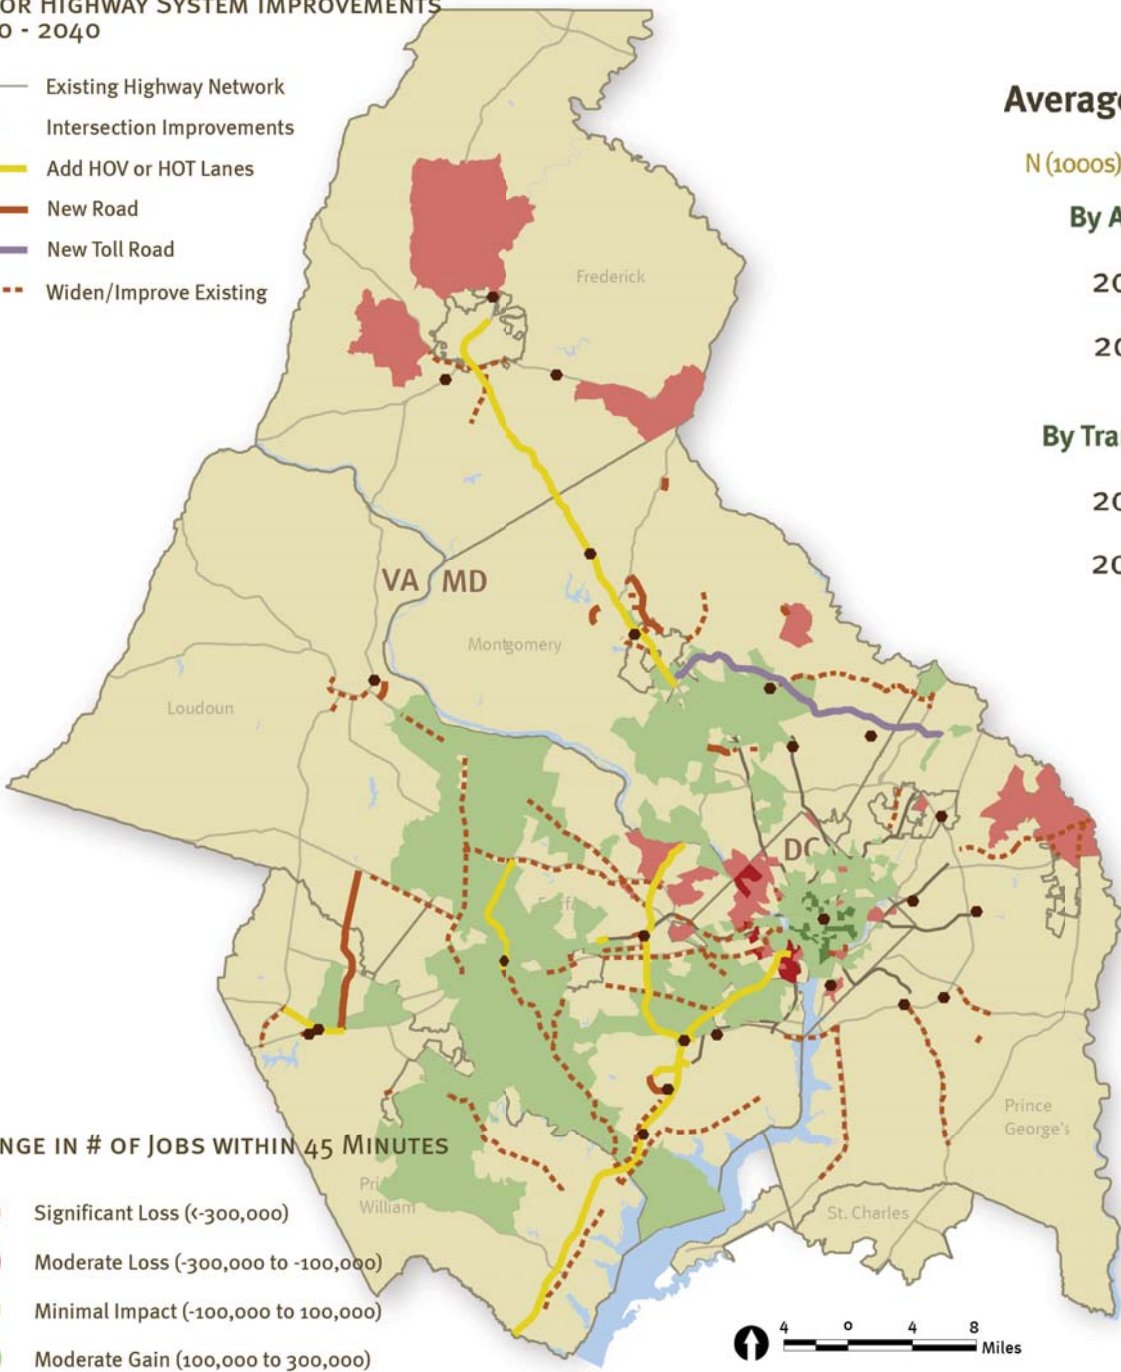 OR HIGHWAY SYSTEM IMPROVEMENTS
0 - 2040
Existing Highway Network
Intersection Improvements
Add HOV or HOT Lanes
New Road
New Toll Road
Widen/Improve Existing
Average
N (1000s)
By A
20
20
By Tra
20
20
Frederick
VA MD
Montgomery
Loudoun
DC
Prince
George's
William
St. Charles
NGE IN # OF JOBS WITHIN 45 MINUTES
Significant Loss (<-300,000)
Moderate Loss (-300,000 to -100,000)
Minimal Impact (-100,000 to 100,000)
Moderate Gain (100,000 to 300,000)
4 0 4 8
Miles